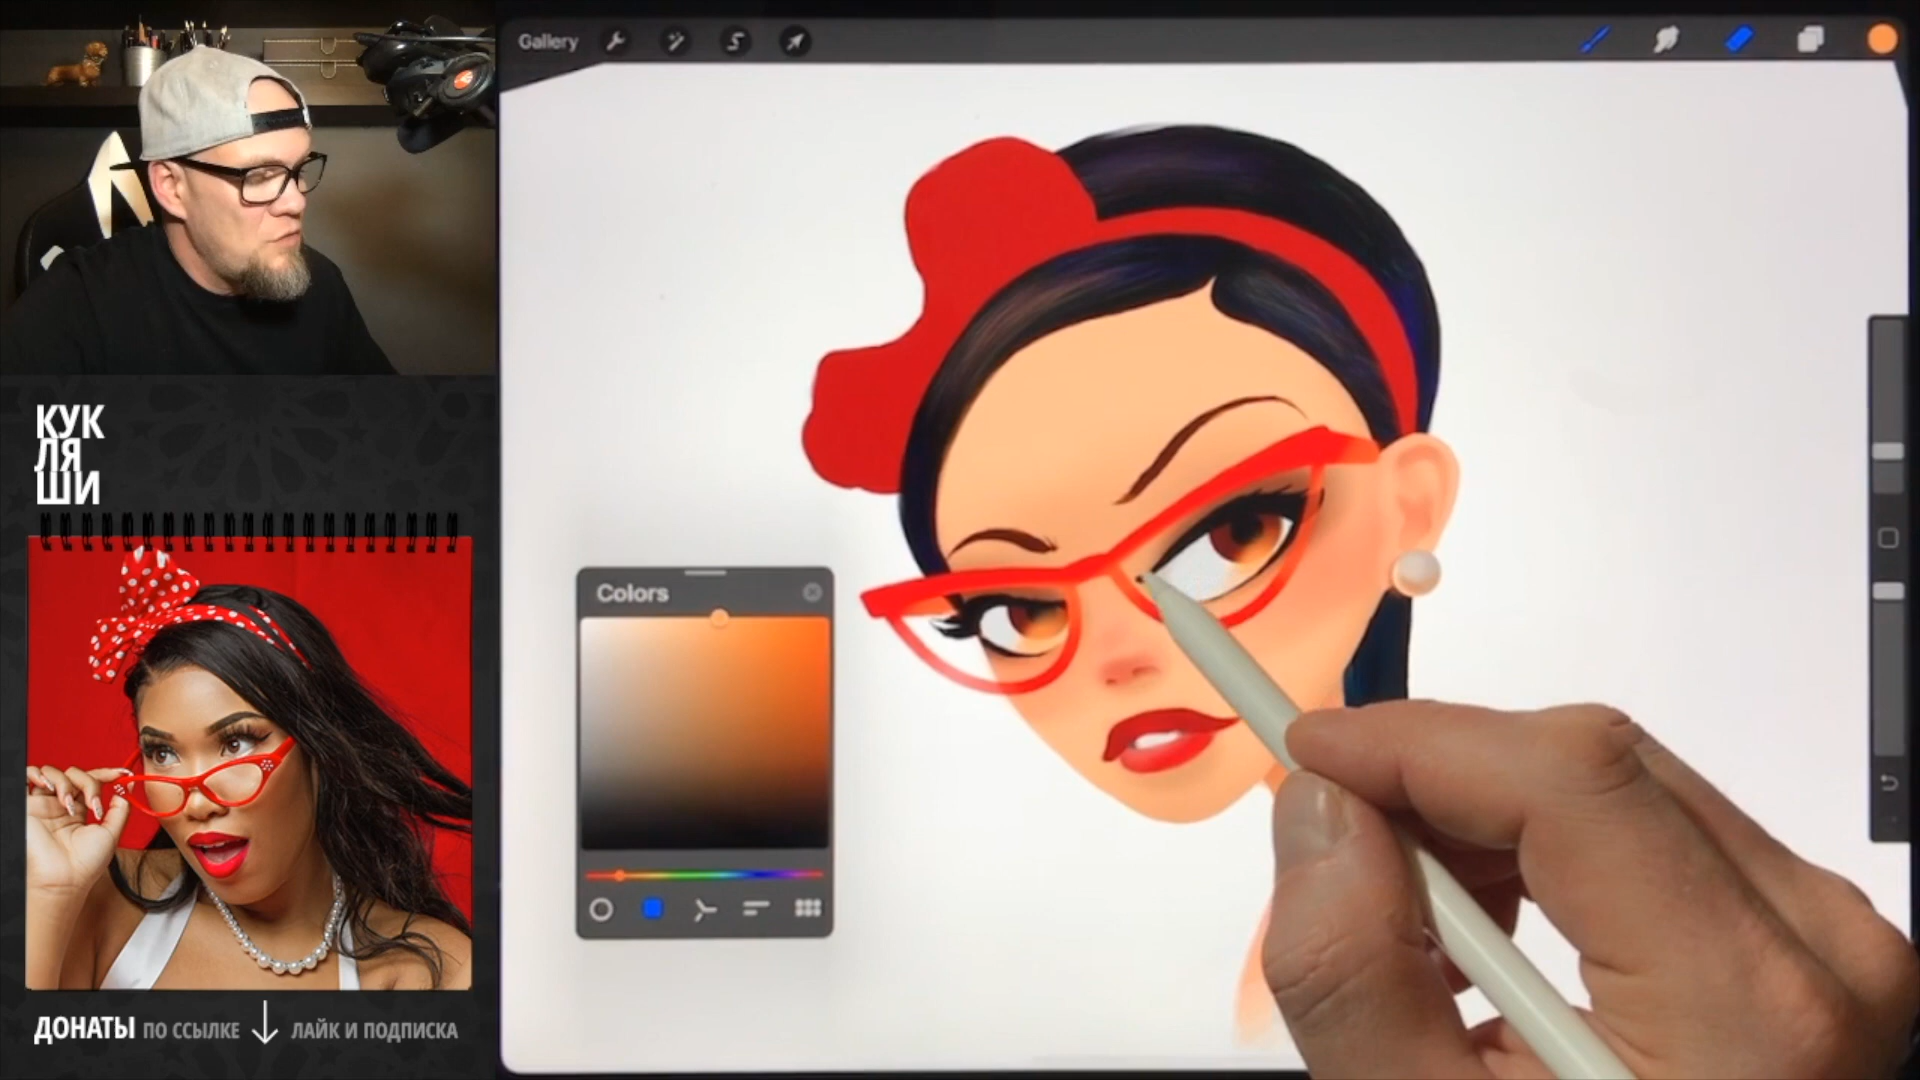 Gallery
КУК
ЛЯ
ШИ
Colors
ДОНАТЫ ПО ССЫЛКЕ ЛАЙК И ПОДПИСКА